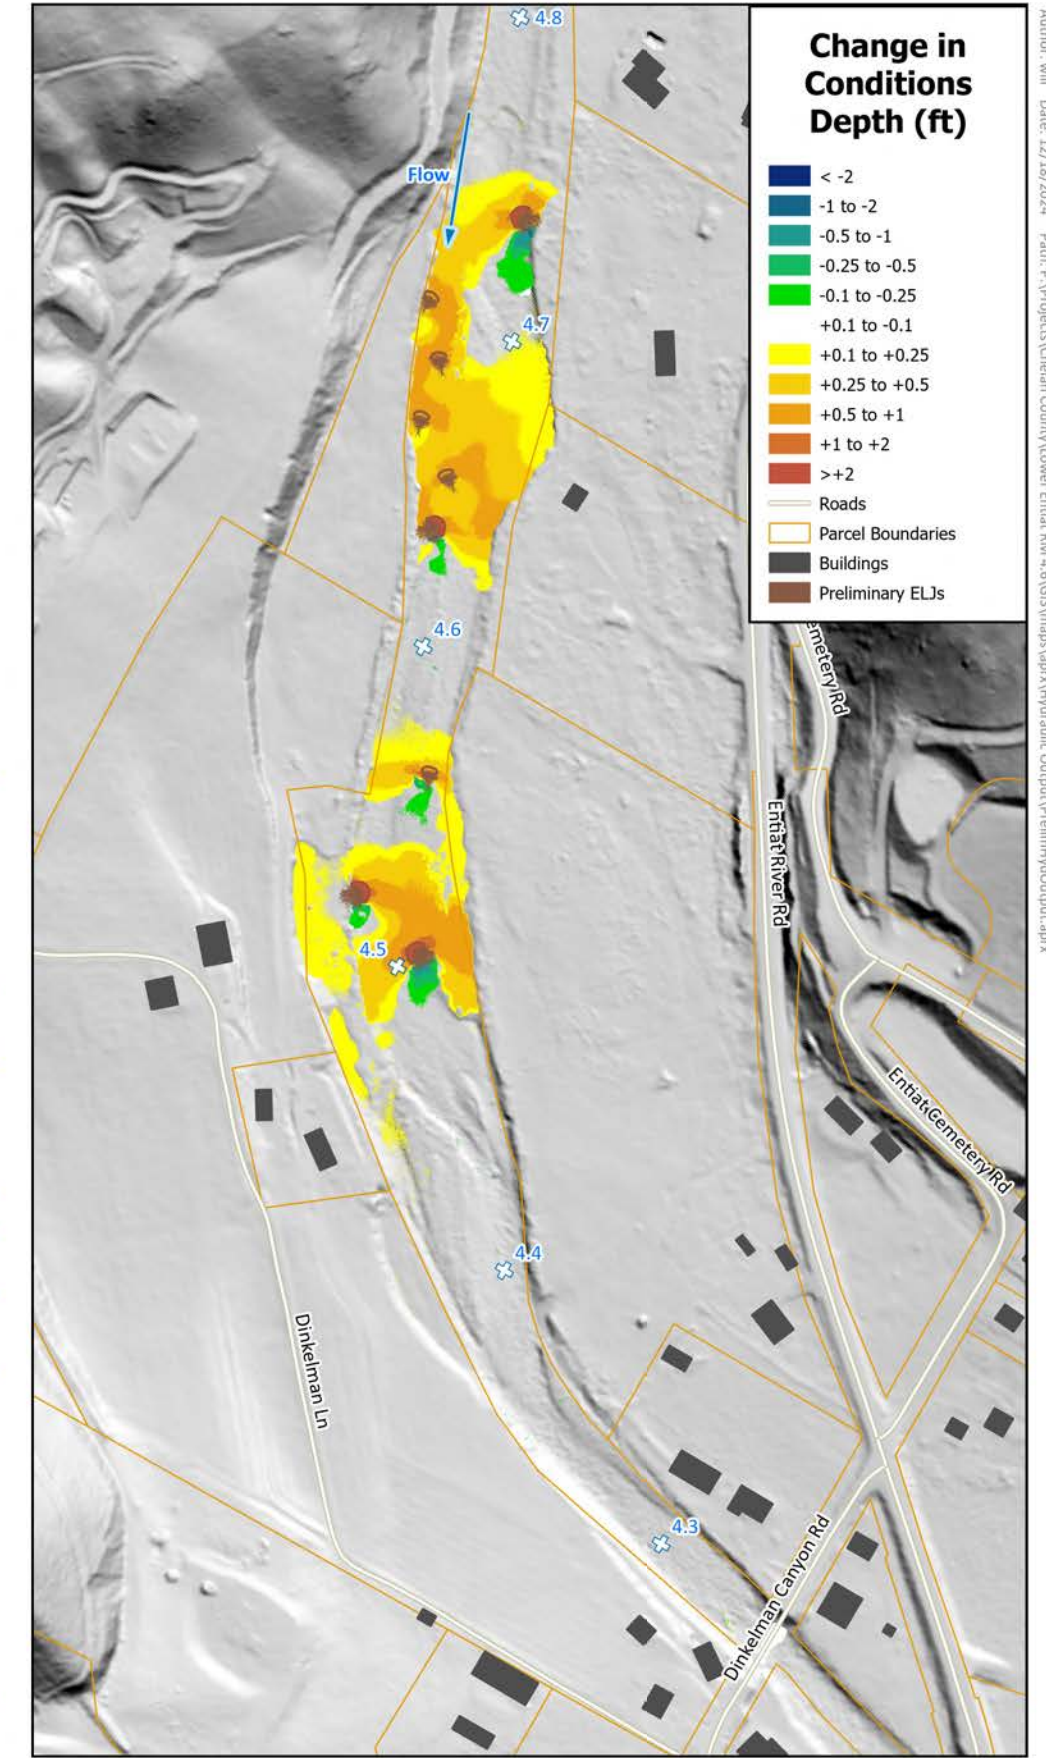 4.8
Change in
Conditions
Depth (ft)
Flow
< -2
-1 to -2
-0.5 to -1
-0.25 to -0.5
-0.1 to -0.25
+0.1 to -0.1
+0.1 to +0.25
+0.25 to +0.5
+0.5 to +1
+1 to +2
>+2
Roads
Parcel Boundaries
Buildings
Preliminary ELJs
4.7
4.6
emetery Rd
Entiat River Rd
4.5
Entiat Cemetery Rd
4.4
Dinkelman Ln
4.3
Dinkelman Canyon Rd